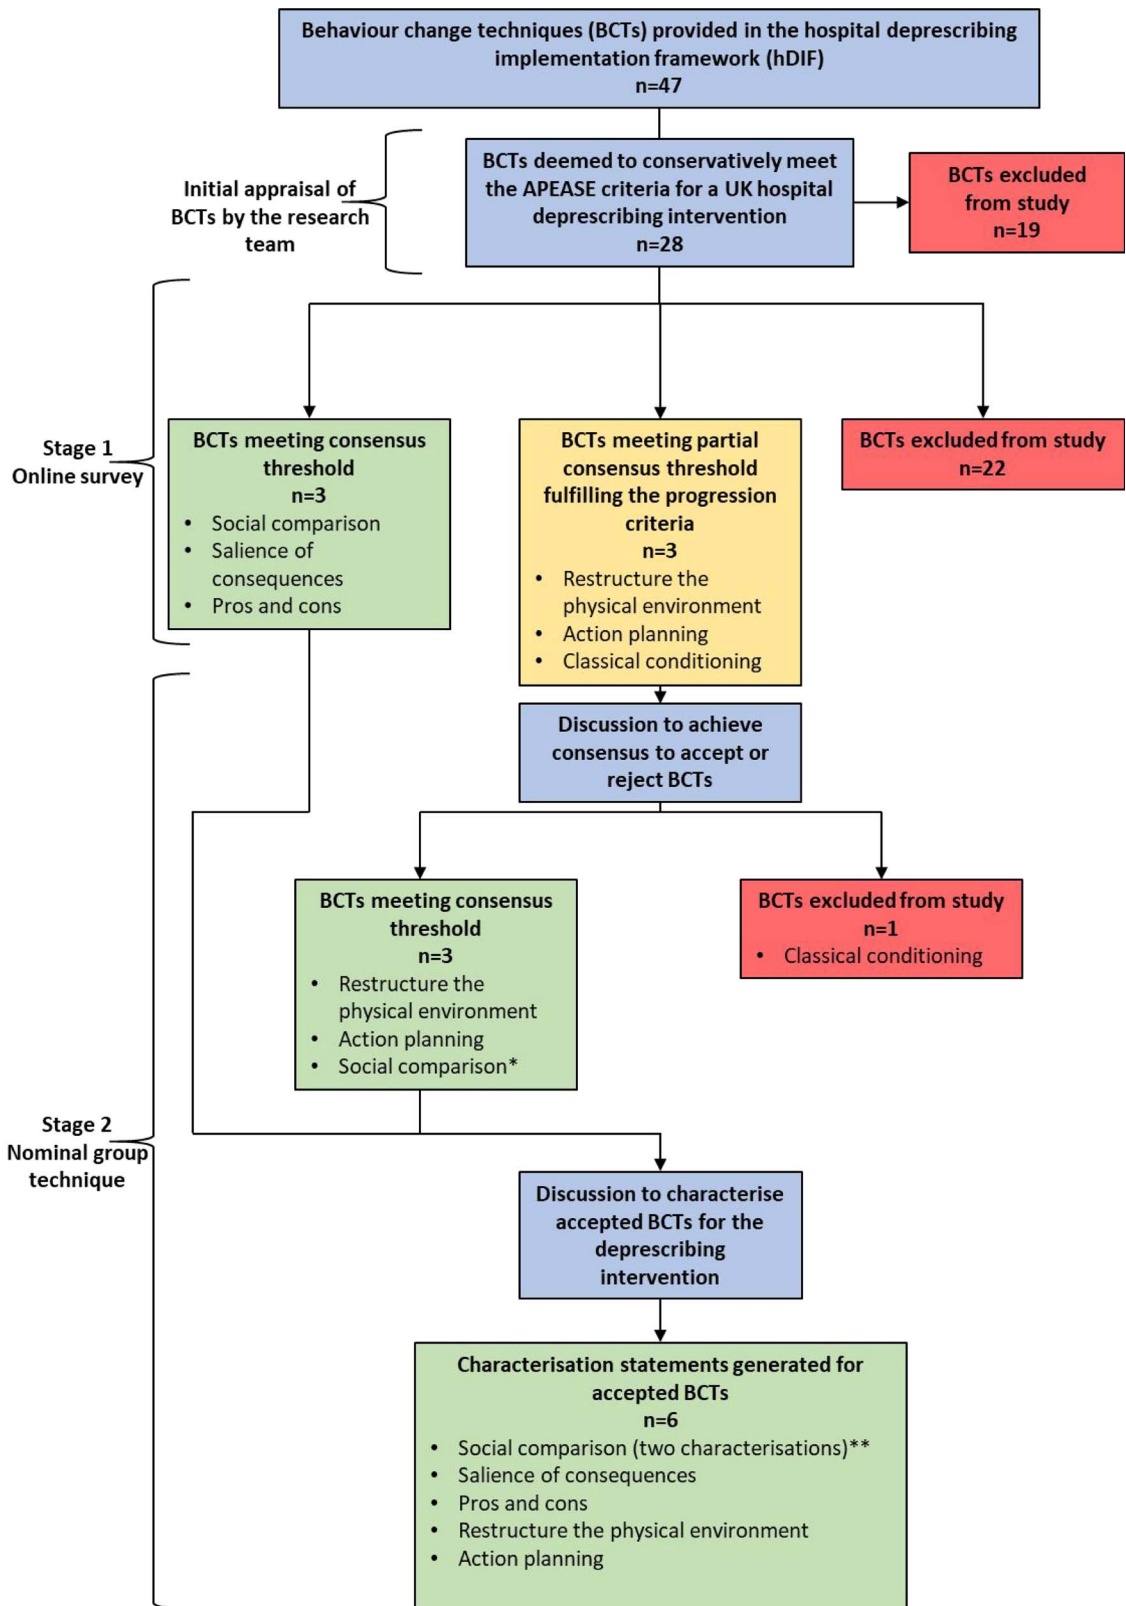 Behaviour change techniques (BCTs) provided in the hospital deprescribing
implementation framework (hDIF)
n=47
Initial appraisal of
BCTs by the research
team
BCTs deemed to conservatively meet
the APEASE criteria for a UK hospital
deprescribing intervention
n=28
BCTs excluded
from study
n=19
Stage 1
Online survey
BCTs meeting consensus
threshold
n=3
• Social comparison
• Salience of
consequences
• Pros and cons
BCTs meeting partial
consensus threshold
fulfilling the progression
criteria
n=3
• Restructure the
physical environment
• Action planning
• Classical conditioning
BCTs excluded from study
n=22
Stage 2
Nominal group
technique
Discussion to achieve
consensus to accept or
reject BCTs
BCTs meeting consensus
threshold
n=3
• Restructure the
physical environment
• Action planning
• Social comparison*
BCTs excluded from study
n=1
• Classical conditioning
Discussion to characterise
accepted BCTs for the
deprescribing
intervention
Characterisation statements generated for
accepted BCTs
n=6
• Social comparison (two characterisations)**
• Salience of consequences
• Pros and cons
• Restructure the physical environment
• Action planning